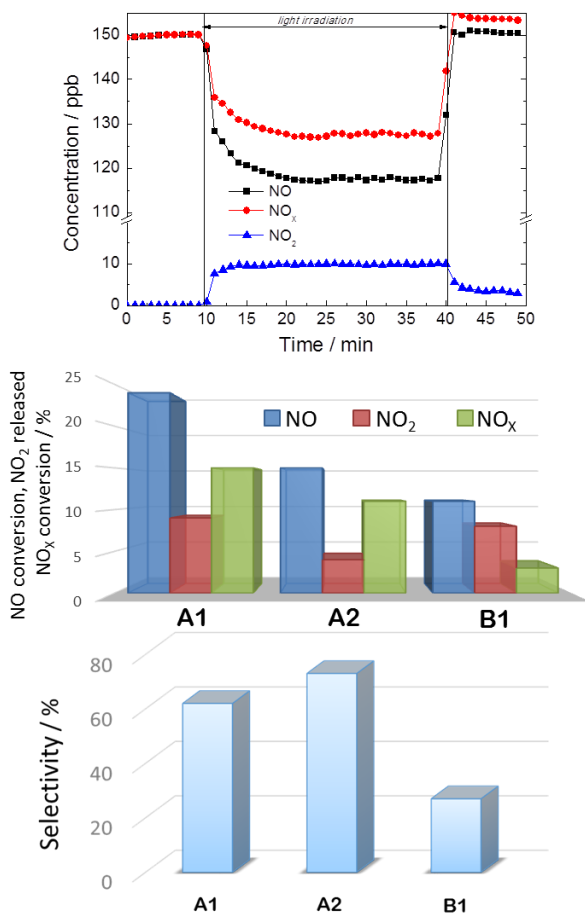 light irradiation
150
140
130
120
110
10
0
Concentration / ppb
NO
NOX
NO2
0 5 10 15 20 25 30 35 40 45 50
Time / min
25
20
15
10
5
0
NO conversion, NO2 released
NOX conversion / %
NO NO2 NOX
A1 A2 B1
80
60
40
20
0
Selectivity / %
A1 A2 B1